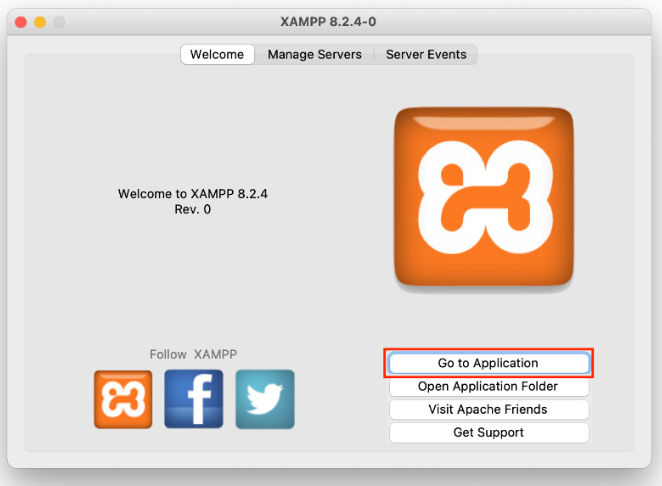 XAMPP 8.2.4-0
Welcome
Manage Servers
Server Events
Welcome to XAMPP 8.2.4
Rev. 0
Follow XAMPP
Go to Application
Open Application Folder
Visit Apache Friends
Get Support